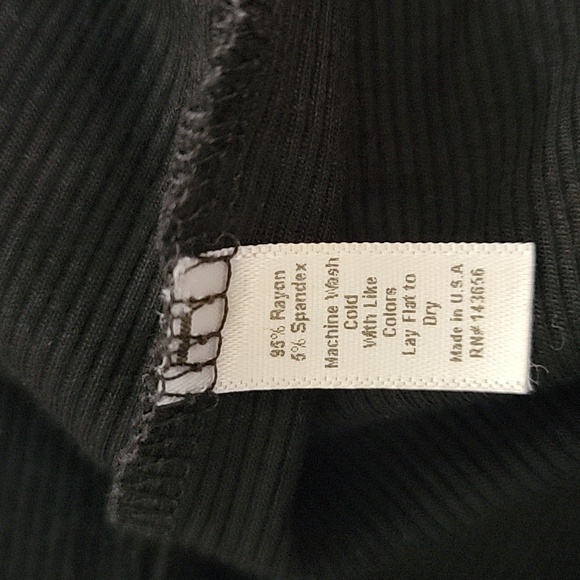 95% Rayon
5% Spandex
Machine Wash
Cold
With Like
Colors
Lay Flat to
Dry
Made in U.S.A
RN# 143656